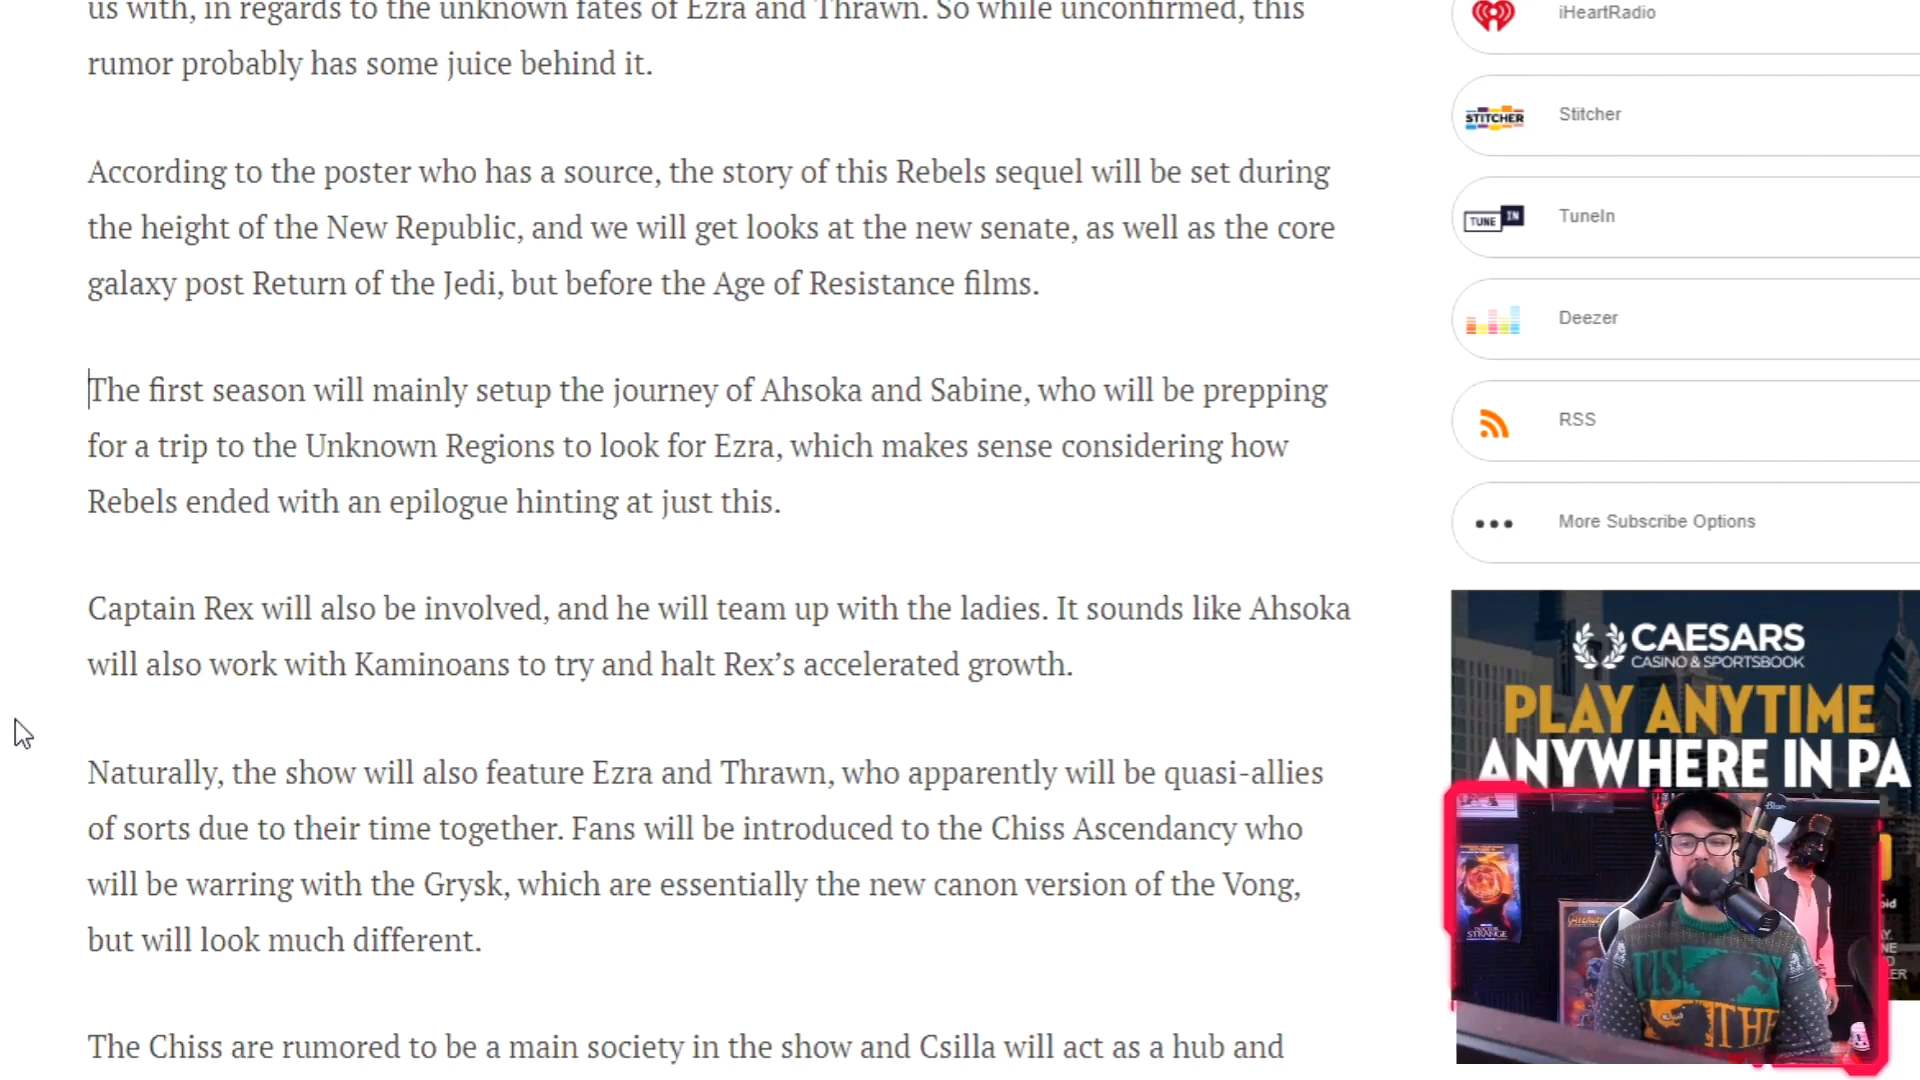 us with, in regards to the unknown fates of Ezra and Thrawn. So while unconfirmed, this
rumor probably has some juice behind it.
According to the poster who has a source, the story of this Rebels sequel will be set during
the height of the New Republic, and we will get looks at the new senate, as well as the core
galaxy post Return of the Jedi, but before the Age of Resistance films.
The first season will mainly setup the journey of Ahsoka and Sabine, who will be prepping
for a trip to the Unknown Regions to look for Ezra, which makes sense considering how
Rebels ended with an epilogue hinting at just this.
Captain Rex will also be involved, and he will team up with the ladies. It sounds like Ahsoka
will also work with Kaminoans to try and halt Rex’s accelerated growth.
Naturally, the show will also feature Ezra and Thrawn, who apparently will be quasi-allies
of sorts due to their time together. Fans will be introduced to the Chiss Ascendancy who
will be warring with the Grysk, which are essentially the new canon version of the Vong,
but will look much different.
The Chiss are rumored to be a main society in the show and Csilla will act as a hub and
iHeartRadio
STITCHER
Stitcher
TUNE IN
TuneIn
Deezer
RSS
More Subscribe Options
CAESARS
CASINO & SPORTSBOOK
PLAY ANYTIME
ANYWHERE IN PA
Blue
DOCTOR
STRANGE
TIS
THE